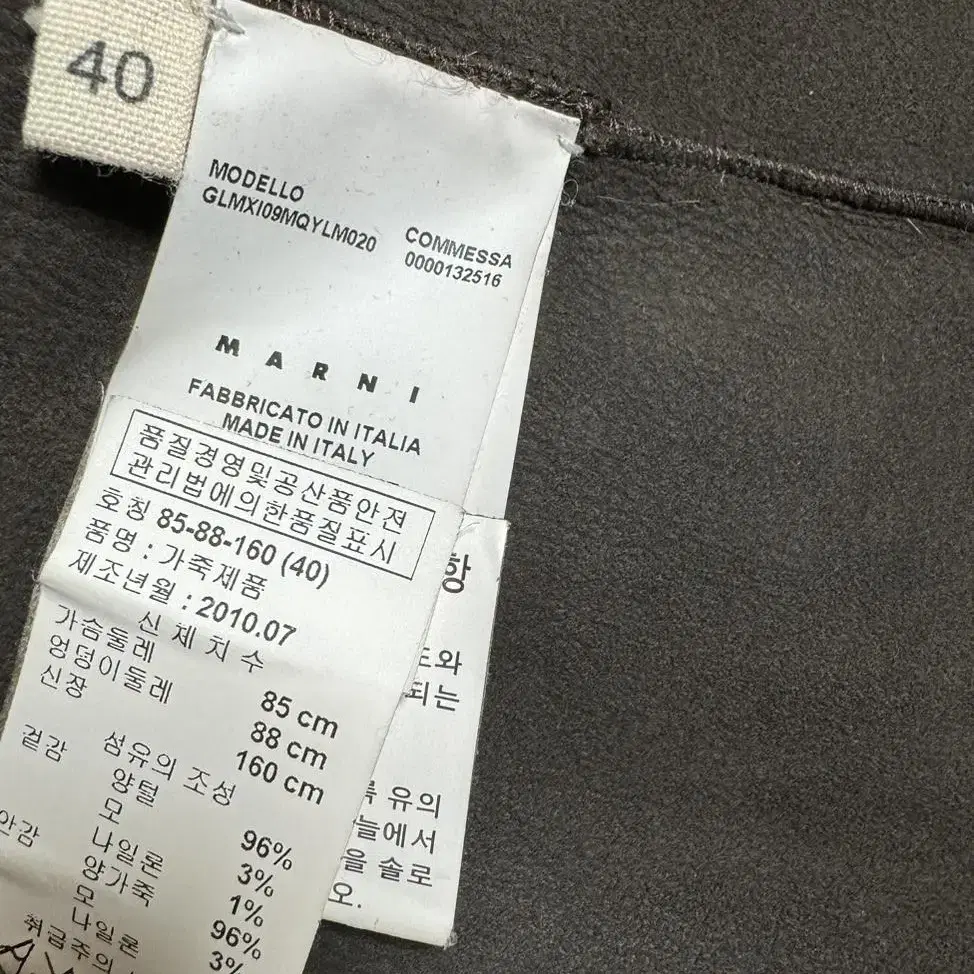 40
MODELLO
GLMXI09MQYLM020
COMMESSA
0000132516
MARNI
FABBRICATO IN ITALIA
MADE IN ITALY
품질경영및공산품안전
관리법에의한품질표시
호칭 85-88-160 (40)
품명 : 가죽제품
제조년월 : 2010.07
신체치수
가슴둘레 85 cm
엉덩이둘레 88 cm
신장 160 cm
섬유의 조성
겉감 양털 96%
모 3%
나일론 1%
안감 양가죽 96%
모 3%
나일론
취급주의
항
도와
되는
유의
늘에서
을 솔로
오.